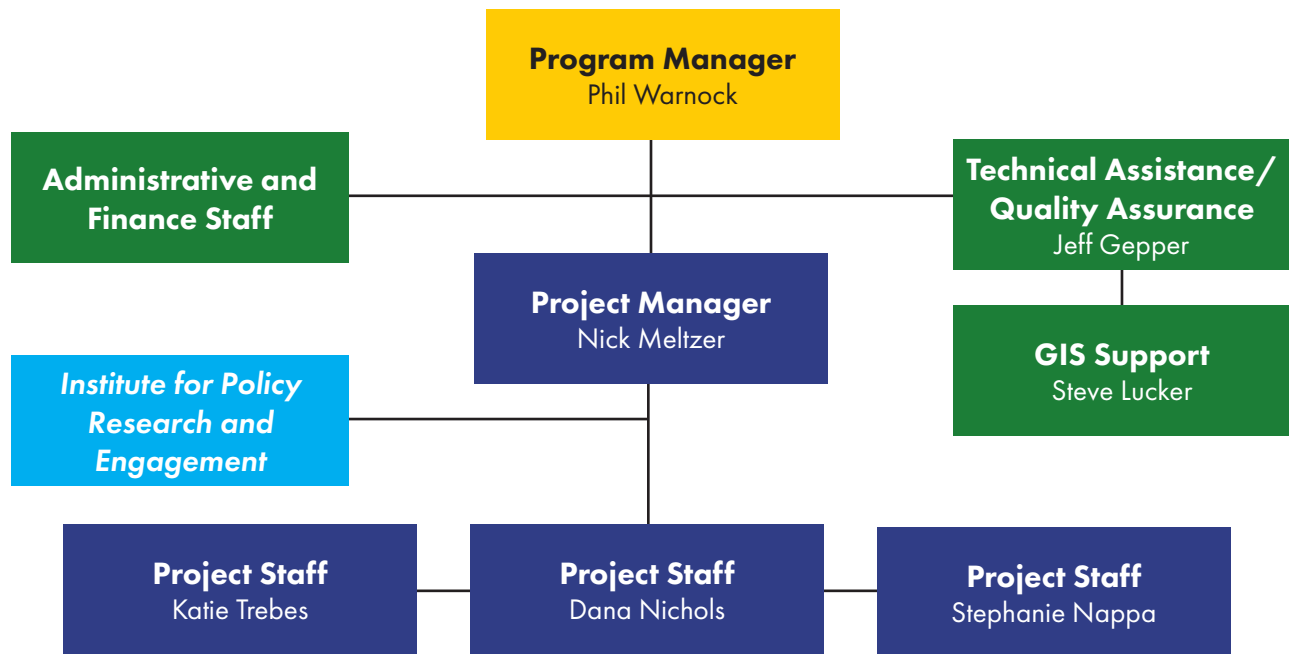 Program Manager
Phil Warnock
Administrative and
Finance Staff
Technical Assistance/
Quality Assurance
Jeff Gepper
Project Manager
Nick Meltzer
GIS Support
Steve Lucker
Institute for Policy
Research and
Engagement
Project Staff
Katie Trebes
Project Staff
Dana Nichols
Project Staff
Stephanie Nappa